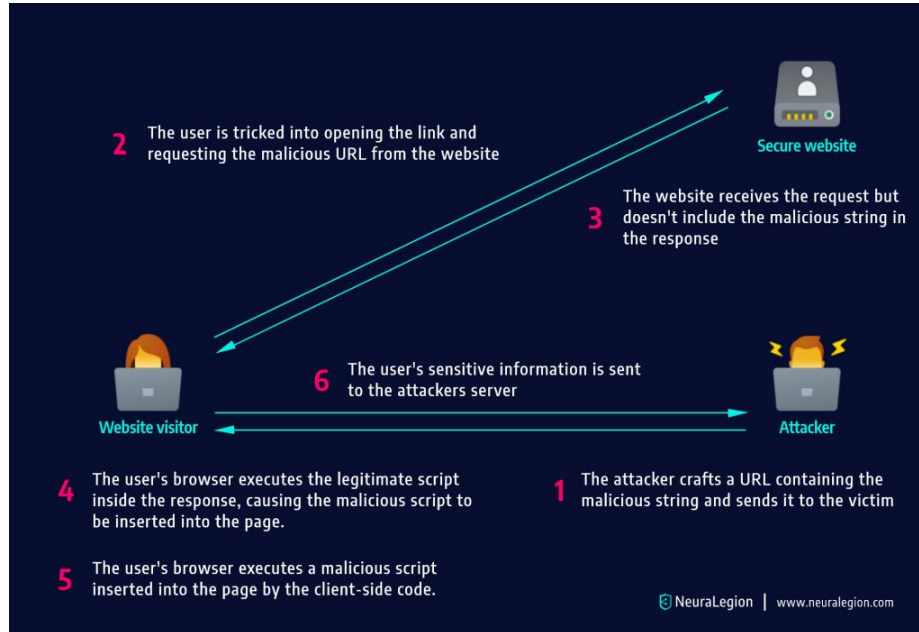 2 The user is tricked into opening the link and
requesting the malicious URL from the website
Secure website
3 The website receives the request but
doesn't include the malicious string in
the response
6 The user's sensitive information is sent
to the attackers server
Website visitor
Attacker
4 The user's browser executes the legitimate script
inside the response, causing the malicious script to
be inserted into the page.
1 The attacker crafts a URL containing the
malicious string and sends it to the victim
5 The user's browser executes a malicious script
inserted into the page by the client-side code.
NeuraLegion | www.neuralegion.com